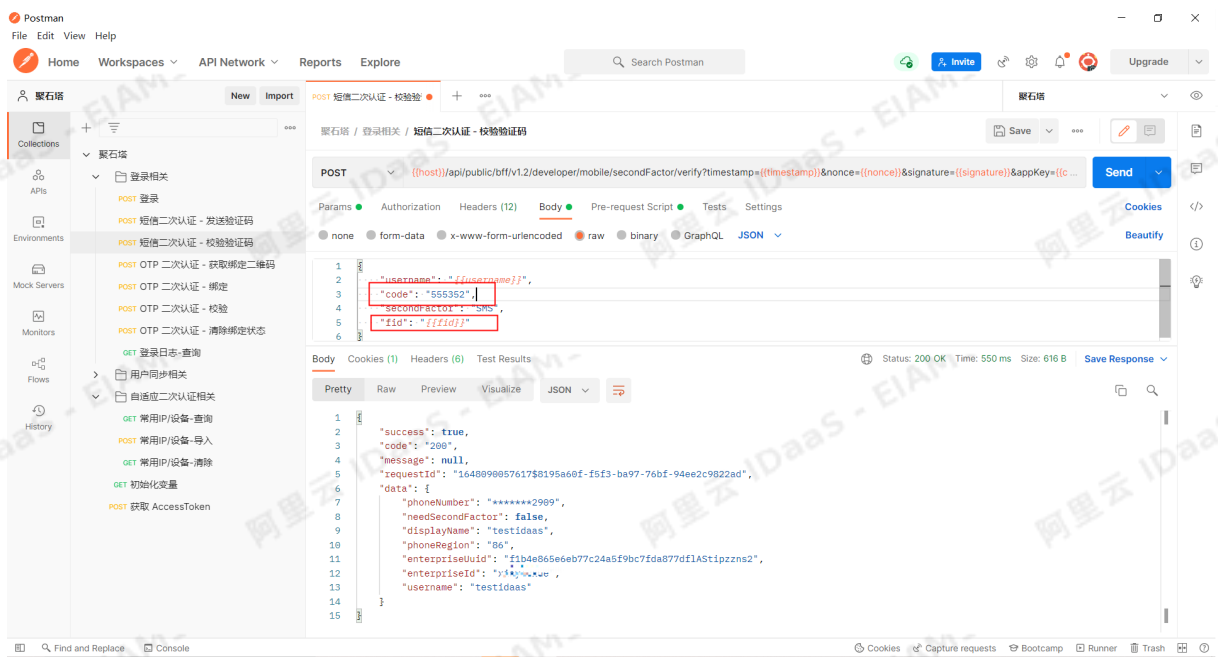 Postman
File Edit View Help
Home Workspaces API Network Reports Explore Search Postman Invite Upgrade
聚石塔 New Import POST 短信二次认证 - 校验验 聚石塔
Collections
APIs
Environments
Mock Servers
Monitors
Flows
History
聚石塔
登录相关
POST 登录
POST 短信二次认证 - 发送验证码
POST 短信二次认证 - 校验验证码
POST OTP 二次认证 - 获取绑定二维码
POST OTP 二次认证 - 绑定
POST OTP 二次认证 - 校验
POST OTP 二次认证 - 清除绑定状态
GET 登录日志-查询
用户同步相关
自适应二次认证相关
GET 常用IP/设备-查询
POST 常用IP/设备-导入
GET 常用IP/设备-清除
GET 初始化变量
POST 获取 AccessToken
聚石塔 / 登录相关 / 短信二次认证 - 校验验证码 Save
POST {{host}}/api/public/bff/v1.2/developer/mobile/secondFactor/verify?timestamp={{timestamp}}&nonce={{nonce}}&signature={{signature}}&appKey={{c ... Send
Params Authorization Headers (12) Body Pre-request Script Tests Settings Cookies
none form-data x-www-form-urlencoded raw binary GraphQL JSON Beautify
1 {
2 "username": "{{username}}",
3 "code": "555352",
4 "secondFactor": "SMS",
5 "fid": "{{fid}}"
6 }
Body Cookies (1) Headers (6) Test Results Status: 200 OK Time: 550 ms Size: 616 B Save Response
Pretty Raw Preview Visualize JSON
1 {
2 "success": true,
3 "code": "200",
4 "message": null,
5 "requestId": "1648090057617$8195a60f-f5f3-ba97-76bf-94ee2c9822ad",
6 "data": {
7 "phoneNumber": "*******2909",
8 "needSecondFactor": false,
9 "displayName": "testidaas",
10 "phoneRegion": "86",
11 "enterpriseUuid": "f1b4e865e6eb77c24a5f9bc7fda877dflAStipzzns2",
12 "enterpriseId": "
13 "username": "testidaas"
14 }
15 }
Find and Replace Console Cookies Capture requests Bootcamp Runner Trash
阿里云 IDaaS - EIAM